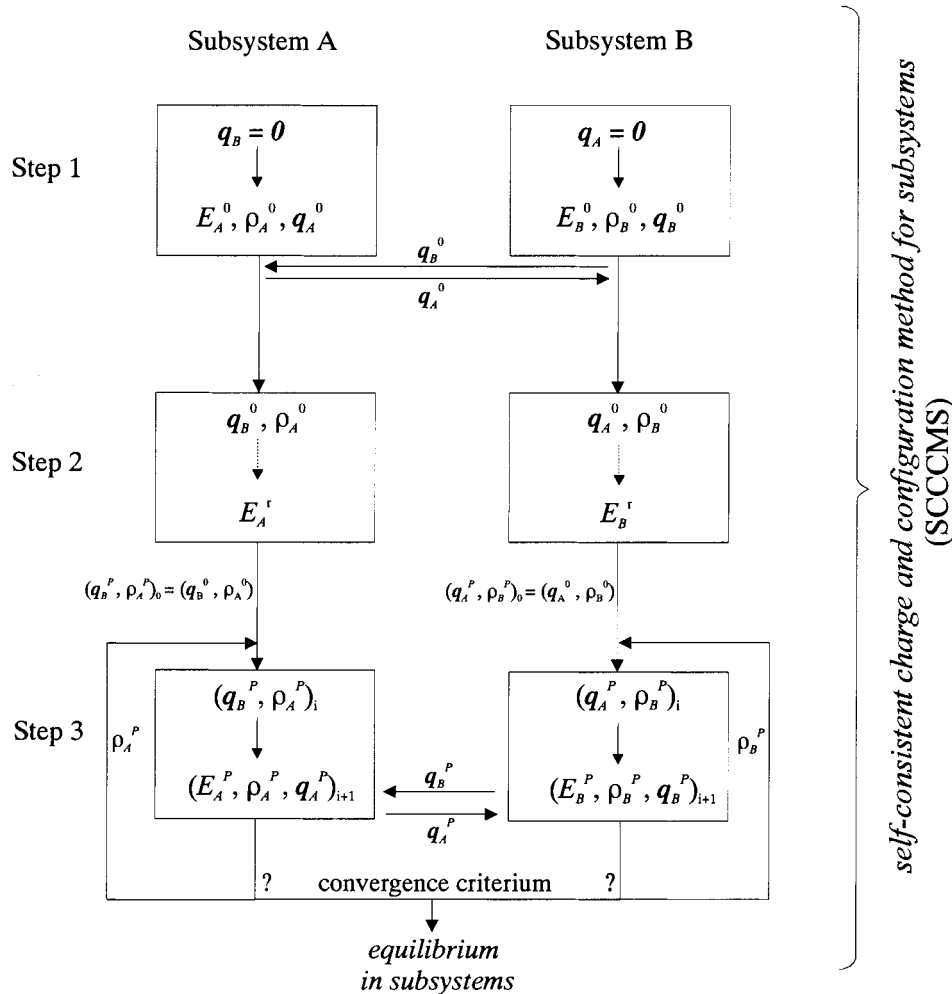 Subsystem A
Subsystem B
Step 1
q_B = 0
E_A^0, ρ_A^0, q_A^0
q_A = 0
E_B^0, ρ_B^0, q_B^0
q_B^0
q_A^0
Step 2
q_B^0, ρ_A^0
E_A^r
q_A^0, ρ_B^0
E_B^r
(q_B^P, ρ_A^P)_0 = (q_B^0, ρ_A^0)
(q_A^P, ρ_B^P)_0 = (q_A^0, ρ_B^0)
Step 3
ρ_A^P
(q_B^P, ρ_A^P)_i
(E_A^P, ρ_A^P, q_A^P)_{i+1}
q_B^P
q_A^P
(q_A^P, ρ_B^P)_i
(E_B^P, ρ_B^P, q_B^P)_{i+1}
ρ_B^P
? convergence criterium ?
equilibrium
in subsystems
self-consistent charge and configuration method for subsystems
(SCCCMS)